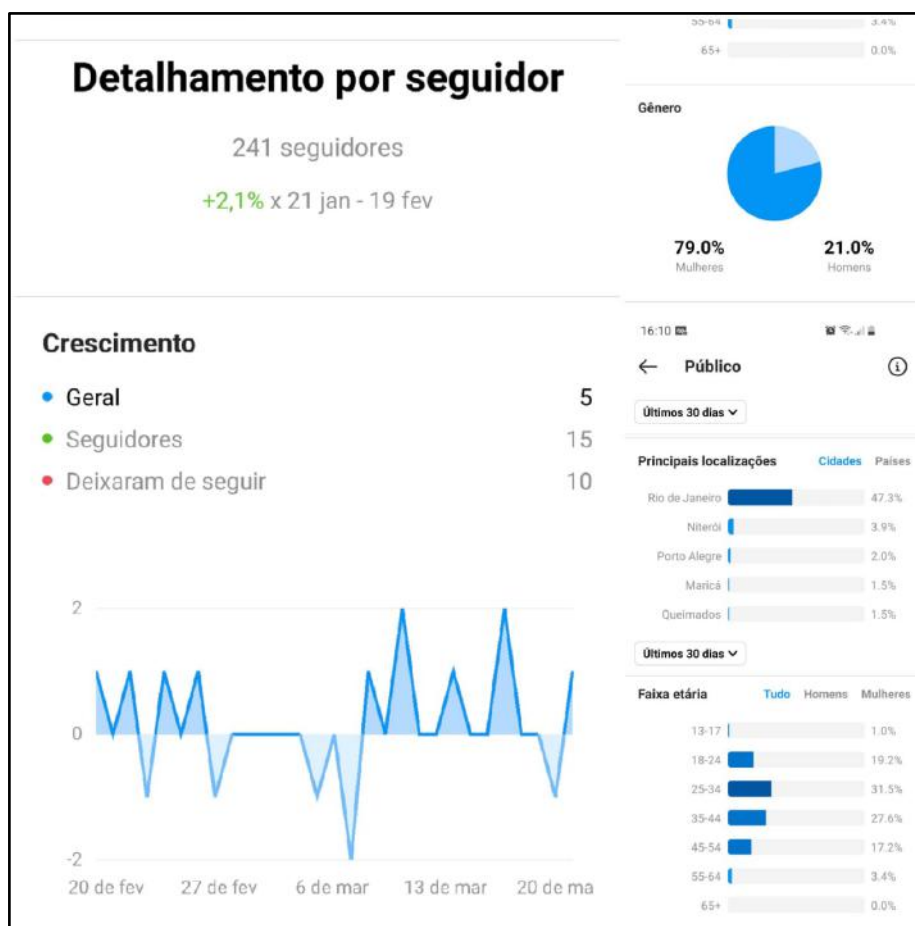 Detalhamento por seguidor
241 seguidores
+2,1% x 21 jan - 19 fev
Crescimento
Geral 5
Seguidores 15
Deixaram de seguir 10
2
0
-2
20 de fev 27 de fev 6 de mar 13 de mar 20 de ma
55-64 3.4%
65+ 0.0%
Gênero
79.0% 21.0%
Mulheres Homens
16:10
Público
Últimos 30 dias
Principais localizações Cidades Países
Rio de Janeiro 47.3%
Niterói 3.9%
Porto Alegre 2.0%
Maricá 1.5%
Queimados 1.5%
Últimos 30 dias
Faixa etária Tudo Homens Mulheres
13-17 1.0%
18-24 19.2%
25-34 31.5%
35-44 27.6%
45-54 17.2%
55-64 3.4%
65+ 0.0%